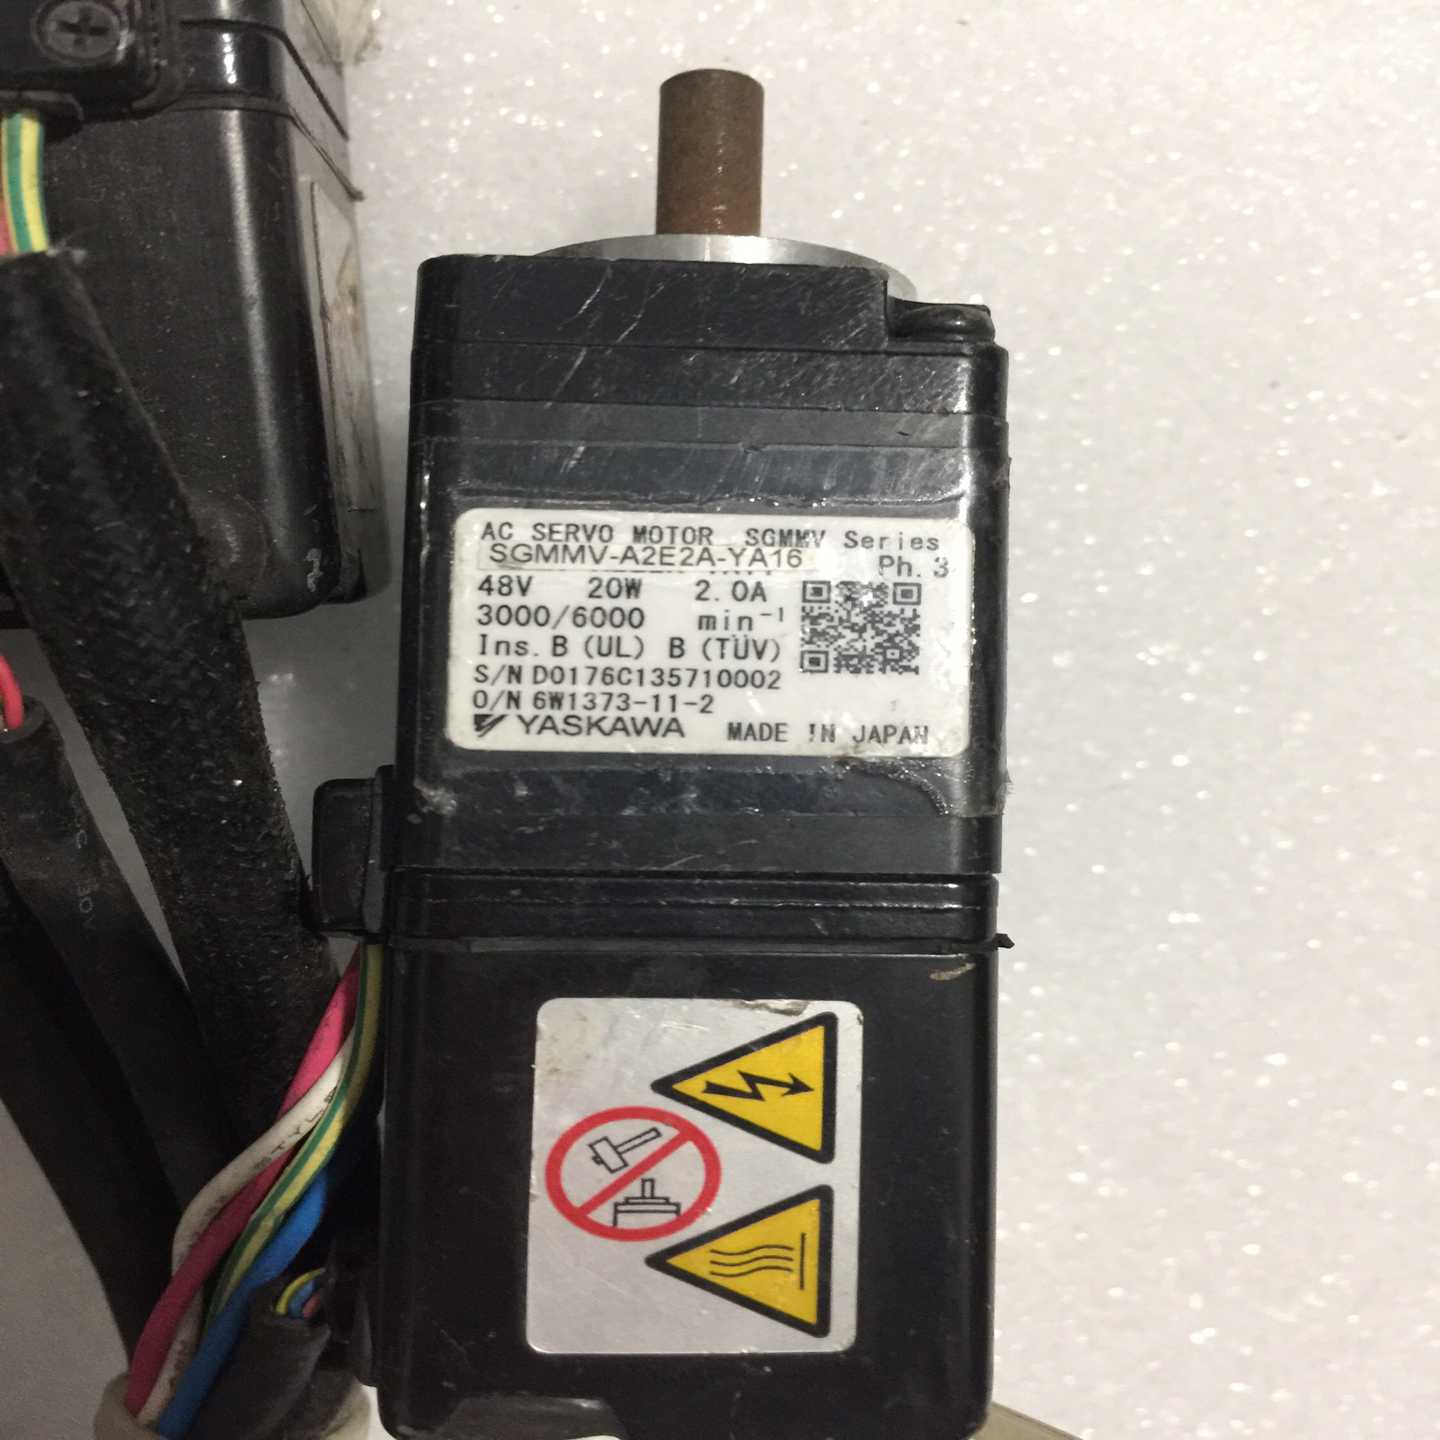 AC SERVO MOTOR SGMMV Series
SGMMV-A2E2A-YA16 Ph. 3
48V 20W 2.0A
3000/6000 min⁻¹
Ins. B (UL) B (TÜV)
S/N D0176C135710002
O/N 6W1373-11-2
YASKAWA MADE IN JAPAN